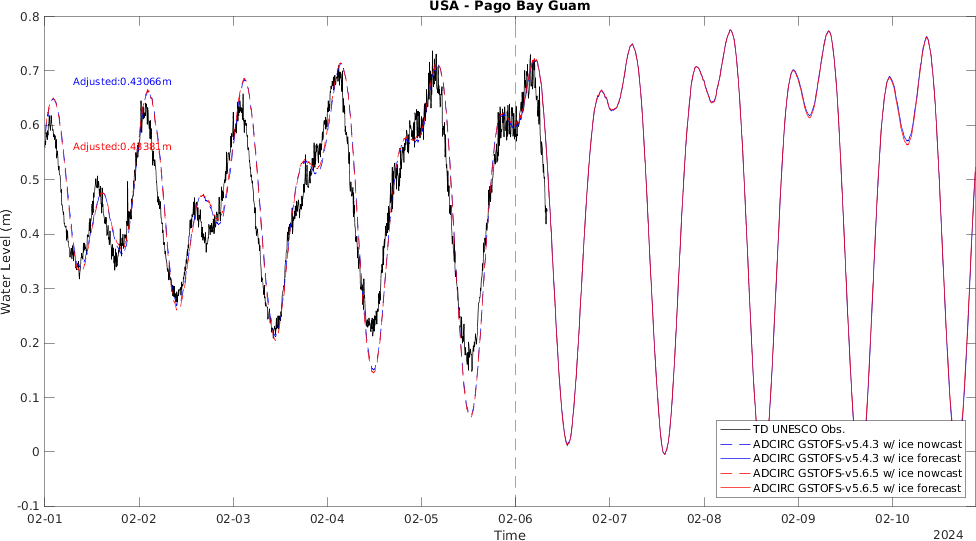 USA - Pago Bay Guam
0.8
0.7
0.6
0.5
0.4
0.3
0.2
0.1
0
-0.1
Water Level (m)
Adjusted:0.43066m
Adjusted:0.43381m
TD UNESCO Obs.
ADCIRC GSTOFS-v5.4.3 w/ ice nowcast
ADCIRC GSTOFS-v5.4.3 w/ ice forecast
ADCIRC GSTOFS-v5.6.5 w/ ice nowcast
ADCIRC GSTOFS-v5.6.5 w/ ice forecast
02-01 02-02 02-03 02-04 02-05 02-06 02-07 02-08 02-09 02-10
Time
2024